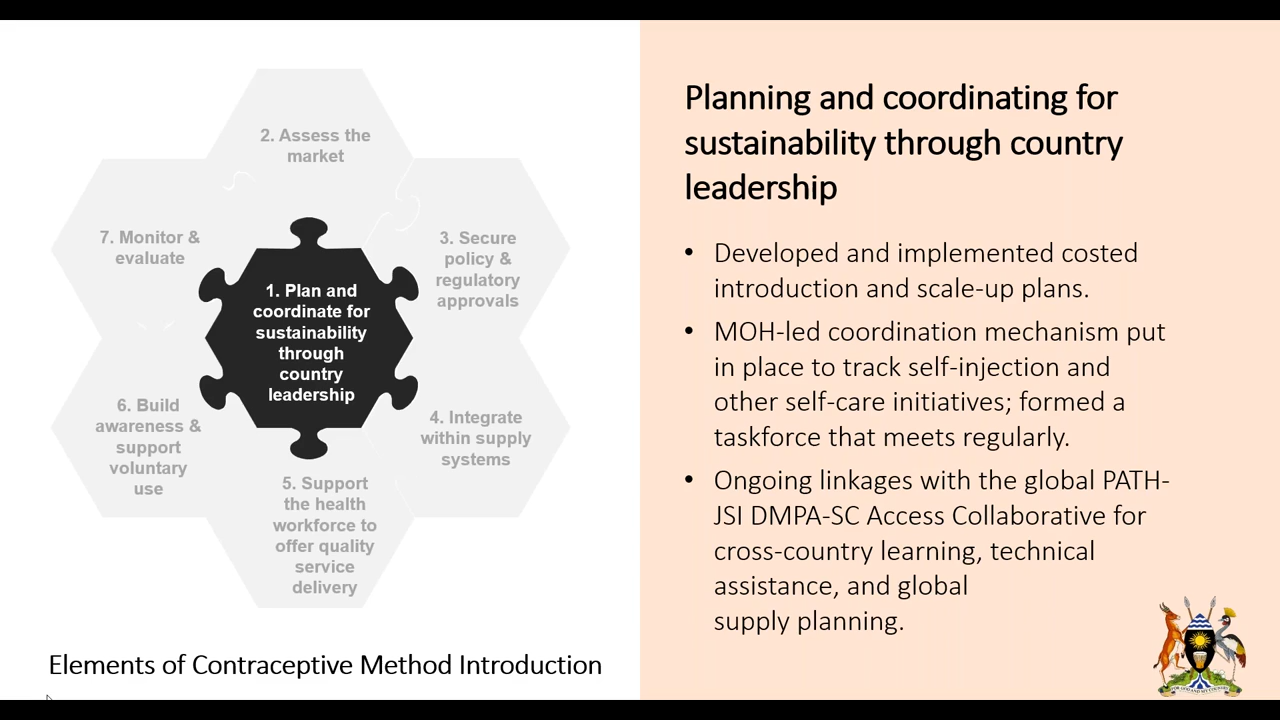 2. Assess the
market
7. Monitor &
evaluate
3. Secure
policy &
regulatory
approvals
1. Plan and
coordinate for
sustainability
through
country
leadership
6. Build
awareness &
support
voluntary
use
4. Integrate
within supply
systems
5. Support
the health
workforce to
offer quality
service
delivery
Elements of Contraceptive Method Introduction
Planning and coordinating for
sustainability through country
leadership
• Developed and implemented costed
introduction and scale-up plans.
• MOH-led coordination mechanism put
in place to track self-injection and
other self-care initiatives; formed a
taskforce that meets regularly.
• Ongoing linkages with the global PATH-
JSI DMPA-SC Access Collaborative for
cross-country learning, technical
assistance, and global
supply planning.